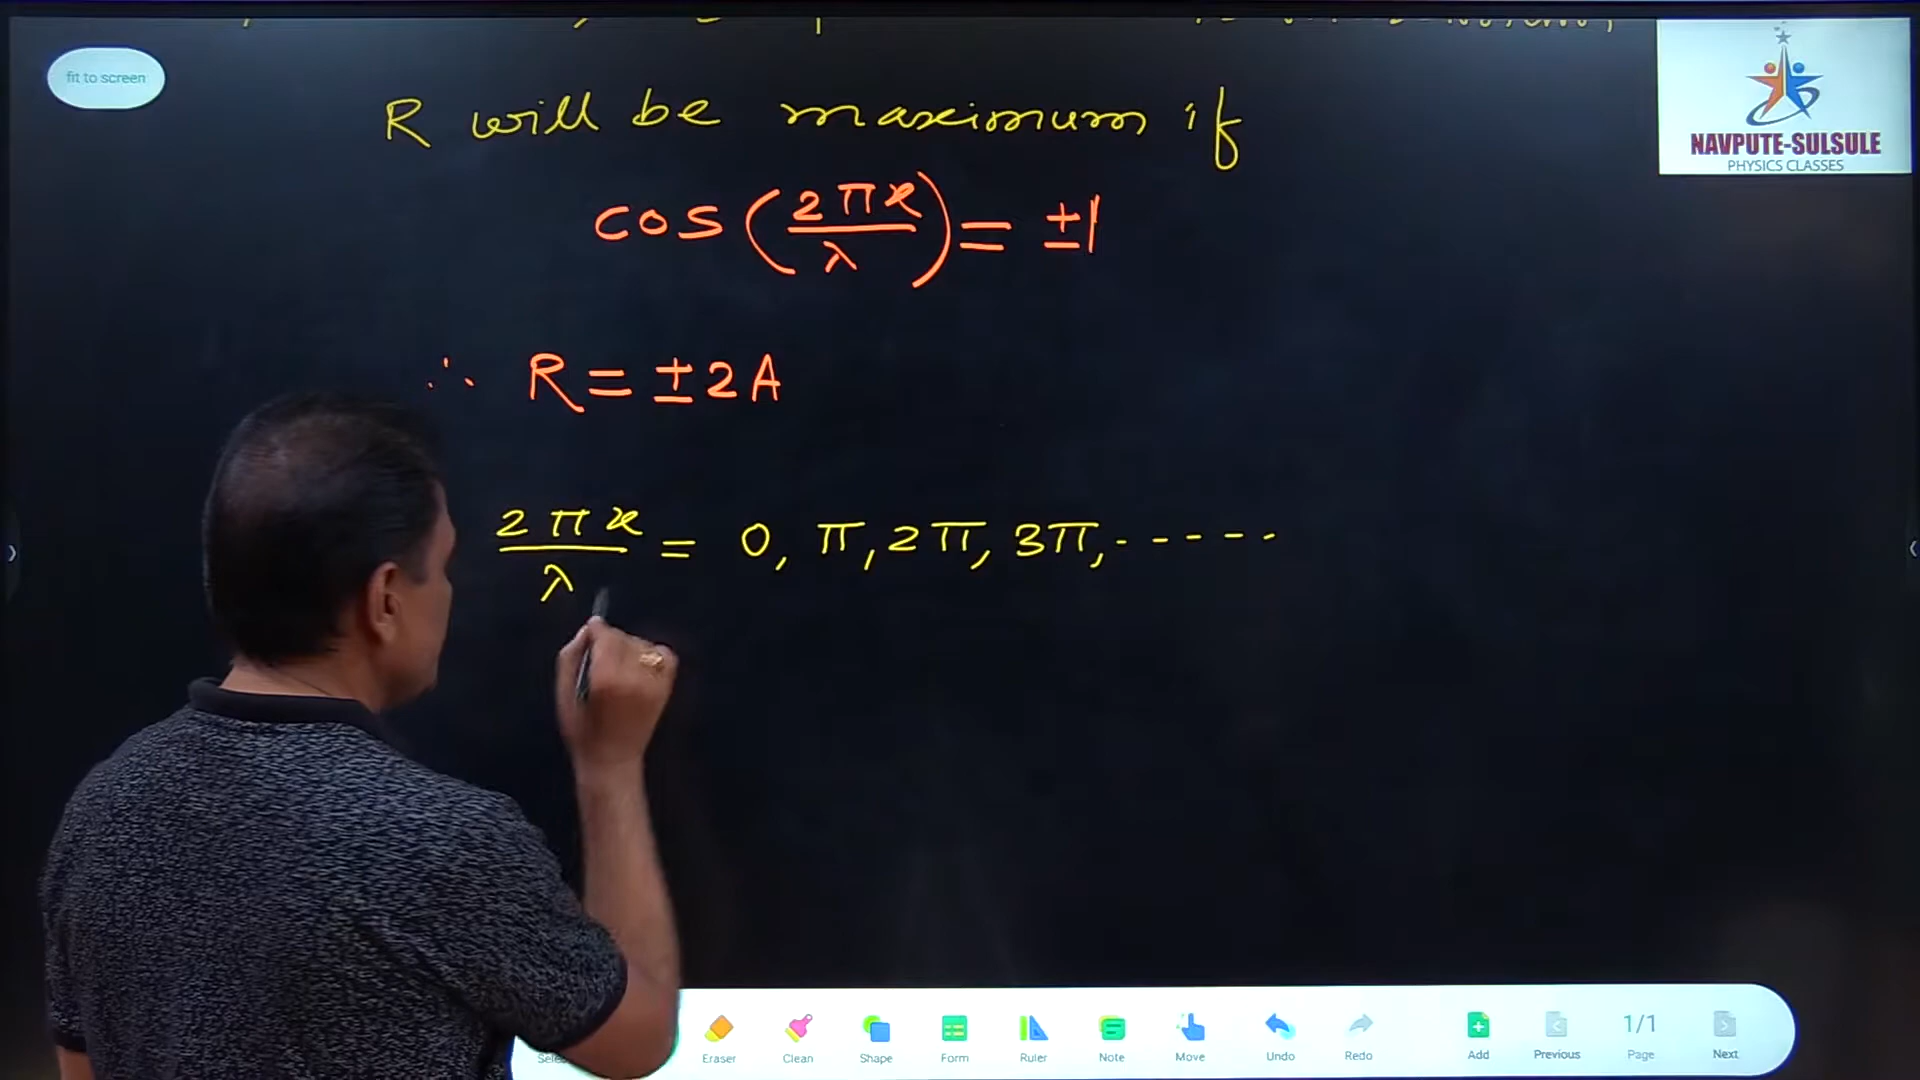 fit to screen
NAVPUTE-SULSULE
PHYSICS CLASSES
R will be maximum if
cos (2πx/λ) = ±1
∴ R = ±2A
2πx/λ = 0, π, 2π, 3π, -----
Eraser Clean Shape Form Ruler Note Move Undo Redo Add Previous 1/1 Page Next